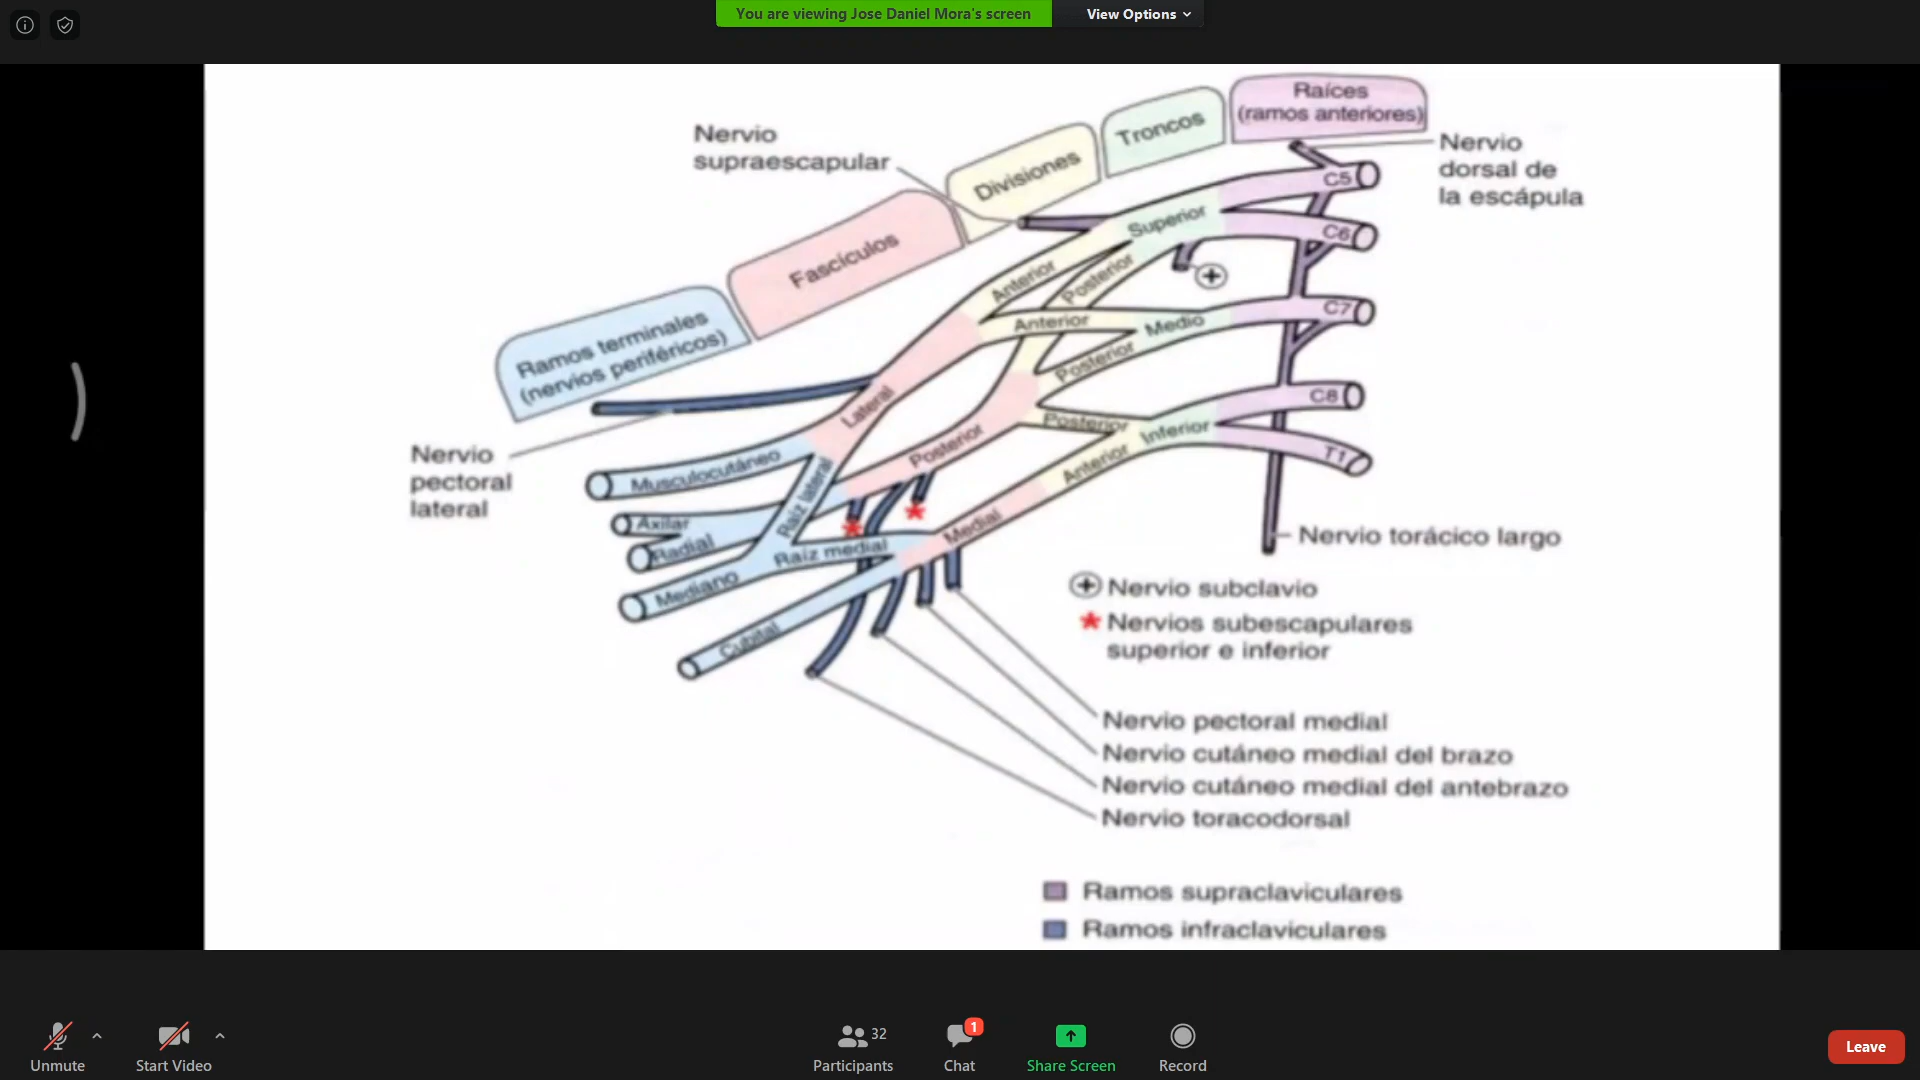 You are viewing Jose Daniel Mora's screen
View Options
Raíces
(ramos anteriores)
Troncos
Divisiones
Fascículos
Ramos terminales
(nervios periféricos)
Nervio
supraescapular
Nervio
dorsal de
la escápula
C5
C6
C7
C8
T1
Superior
Anterior
Posterior
Anterior
Medio
Posterior
Posterior
Inferior
Anterior
Lateral
Posterior
Medial
Nervio
pectoral
lateral
Musculocutáneo
Axilar
Radial
Mediano
Cubital
Raíz lateral
Raíz medial
Nervio torácico largo
Nervio subclavio
* Nervios subescapulares
superior e inferior
Nervio pectoral medial
Nervio cutáneo medial del brazo
Nervio cutáneo medial del antebrazo
Nervio toracodorsal
Ramos supraclaviculares
Ramos infraclaviculares
Unmute
Start Video
32
Participants
1
Chat
Share Screen
Record
Leave